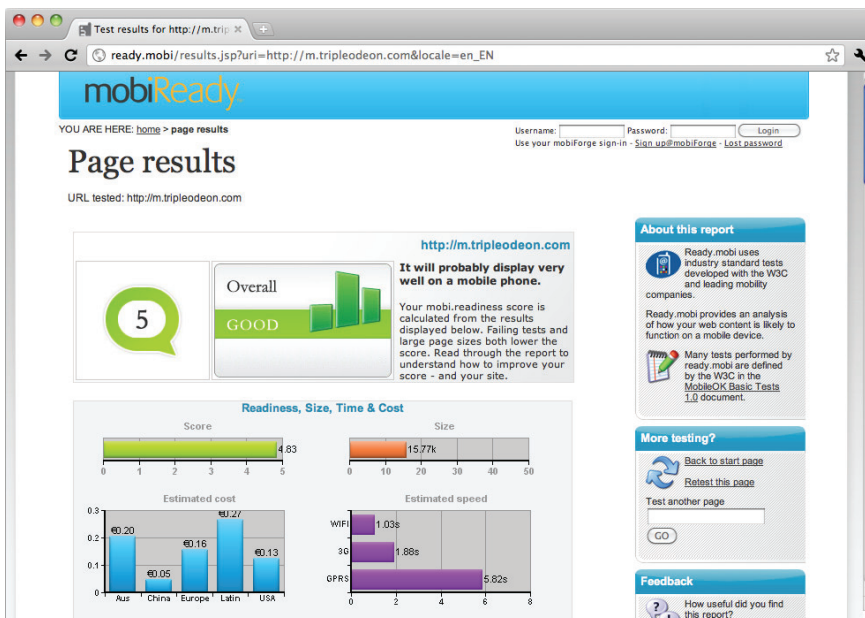 Test results for http://m.trip
ready.mobi/results.jsp?uri=http://m.tripleodeon.com&locale=en_EN
mobiReady
YOU ARE HERE: home > page results
Username:
Password:
Login
Use your mobiForge sign-in - Sign up@mobiForge - Lost password
Page results
URL tested: http://m.tripleodeon.com
http://m.tripleodeon.com
5
Overall
GOOD
It will probably display very
well on a mobile phone.
Your mobi.readiness score is
calculated from the results
displayed below. Failing tests and
large page sizes both lower the
score. Read through the report to
understand how to improve your
score - and your site.
Readiness, Size, Time & Cost
Score
4.83
0 1 2 3 4 5
Size
15.77k
0 10 20 30 40 50
Estimated cost
0.3
0.2
0.1
0
€0.20
€0.05
€0.16
€0.27
€0.13
Aus China Europe Latin USA
Estimated speed
WIFI 1.03s
3G 1.88s
GPRS 5.82s
0 2 4 6 8
About this report
Ready.mobi uses
industry standard tests
developed with the W3C
and leading mobility
companies.
Ready.mobi provides an analysis
of how your web content is likely to
function on a mobile device.
Many tests performed by
ready.mobi are defined
by the W3C in the
MobileOK Basic Tests
1.0 document.
More testing?
Back to start page
Retest this page
Test another page
GO
Feedback
How useful did you find
this report?